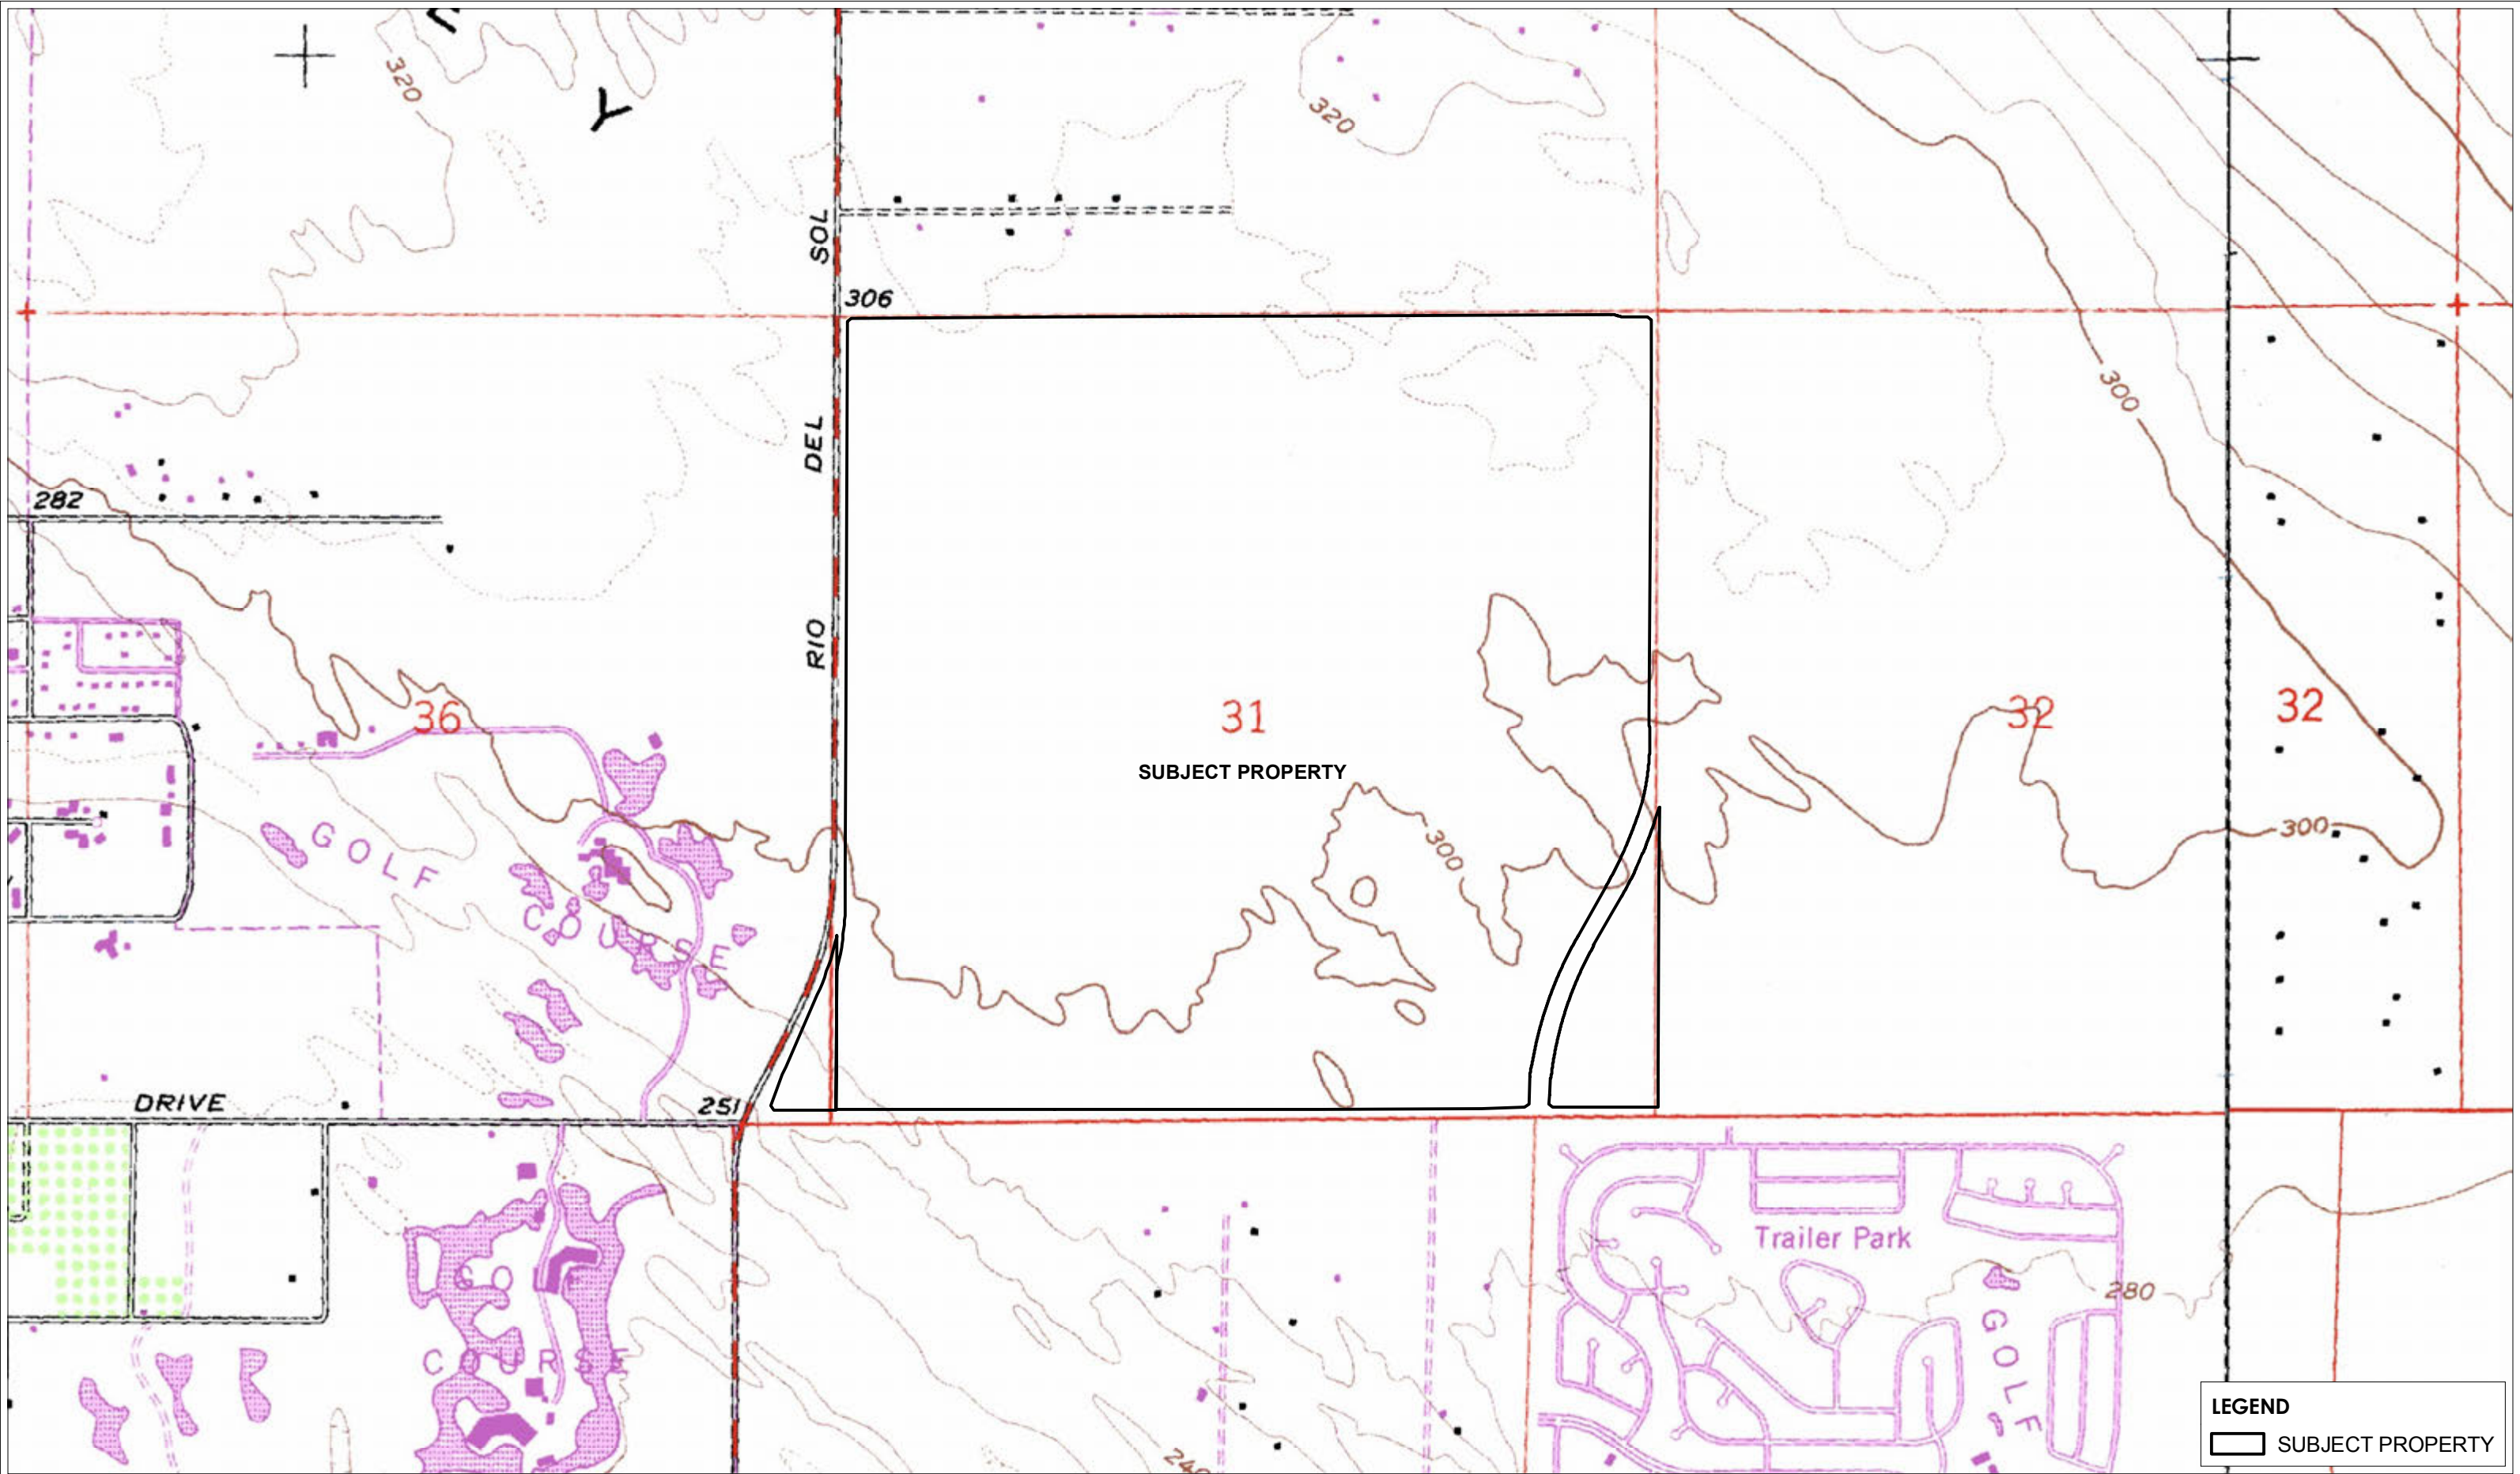 320
Y
320
SOL
306
DEL
300
282
RIO
36
31
32
32
SUBJECT PROPERTY
GOLF
COURSE
300
300
DRIVE
251
Trailer Park
280
GOLF
COURSE
LEGEND
SUBJECT PROPERTY